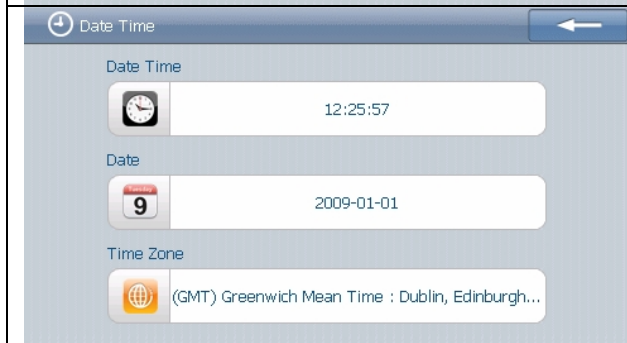 Date Time
Date Time
12:25:57
Date
Tuesday
9
2009-01-01
Time Zone
(GMT) Greenwich Mean Time : Dublin, Edinburgh...